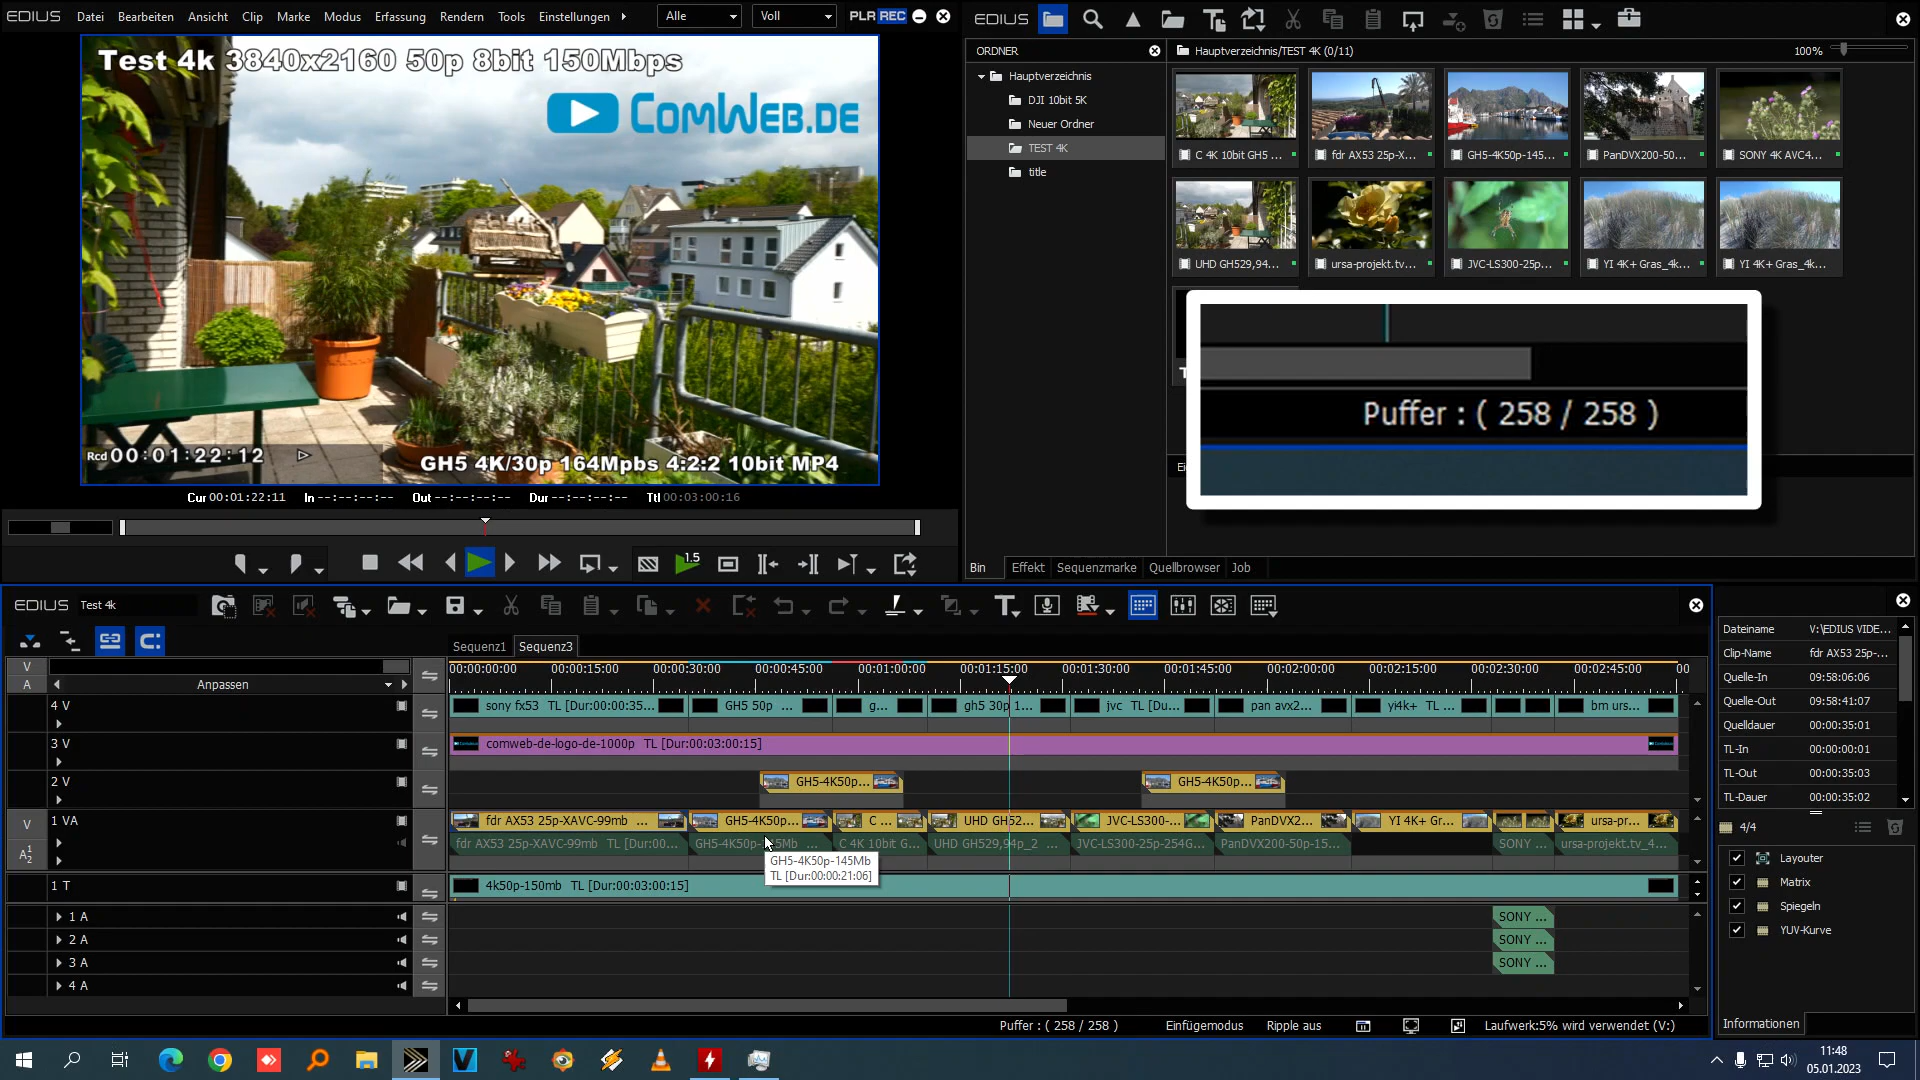 EDIUS Datei Bearbeiten Ansicht Clip Marke Modus Erfassung Rendern Tools Einstellungen Alle Voll PLR REC
Test 4k 3840x2160 50p 8bit 150Mbps
COMWEB.DE
Rcd 00:01:22:12
GH5 4K/30p 164Mpbs 4:2:2 10bit MP4
Cur 00:01:22:11 In --:--:--:-- Out --:--:--:-- Dur --:--:--:-- Ttl 00:03:00:16
1.5
EDIUS
ORDNER
Hauptverzeichnis/TEST 4K (0/11)
100%
Hauptverzeichnis
DJI 10bit 5K
Neuer Ordner
TEST 4K
title
C 4K 10bit GH5 ... fdr AX53 25p-X... GH5-4K50p-145... PanDVX200-50... SONY 4K AVC4...
UHD GH529,94... ursa-projekt.tv... JVC-LS300-25p... YI 4K+ Gras_4k... YI 4K+ Gras_4k...
Puffer : ( 258 / 258 )
Bin Effekt Sequenzmarke Quellbrowser Job
EDIUS Test 4k
Sequenz1 Sequenz3
V
A
Anpassen
00:00:00:00 00:00:15:00 00:00:30:00 00:00:45:00 00:01:00:00 00:01:15:00 00:01:30:00 00:01:45:00 00:02:00:00 00:02:15:00 00:02:30:00 00:02:45:00 00
4 V
sony fx53 TL [Dur:00:00:35... GH5 50p ... g... gh5 30p 1... jvc TL [Du... pan avx2... yi4k+ TL ... bm urs...
3 V
comweb-de-logo-de-1000p TL [Dur:00:03:00:15]
2 V
GH5-4K50p... GH5-4K50p...
V 1 VA
fdr AX53 25p-XAVC-99mb ... GH5-4K50p... C ... UHD GH52... JVC-LS300-... PanDVX2... YI 4K+ Gr... ursa-pr...
A12
fdr AX53 25p-XAVC-99mb TL [Dur:00:... GH5-4K50p-145Mb ... C 4K 10bit G... UHD GH529,94p_2 ... JVC-LS300-25p-254G... PanDVX200-50p-15... SONY ... ursa-projekt.tv_4...
GH5-4K50p-145Mb
TL [Dur:00:00:21:06]
1 T
4k50p-150mb TL [Dur:00:03:00:15]
1 A SONY ...
2 A SONY ...
3 A SONY ...
4 A
Puffer : ( 258 / 258 ) Einfügemodus Ripple aus Laufwerk:5% wird verwendet (V:)
Dateiname V:\EDIUS VIDE...
Clip-Name fdr AX53 25p-...
Quelle-In 09:58:06:06
Quelle-Out 09:58:41:07
Quelldauer 00:00:35:01
TL-In 00:00:00:01
TL-Out 00:00:35:03
TL-Dauer 00:00:35:02
4/4
Layouter
Matrix
Spiegeln
YUV-Kurve
Informationen
11:48
05.01.2023